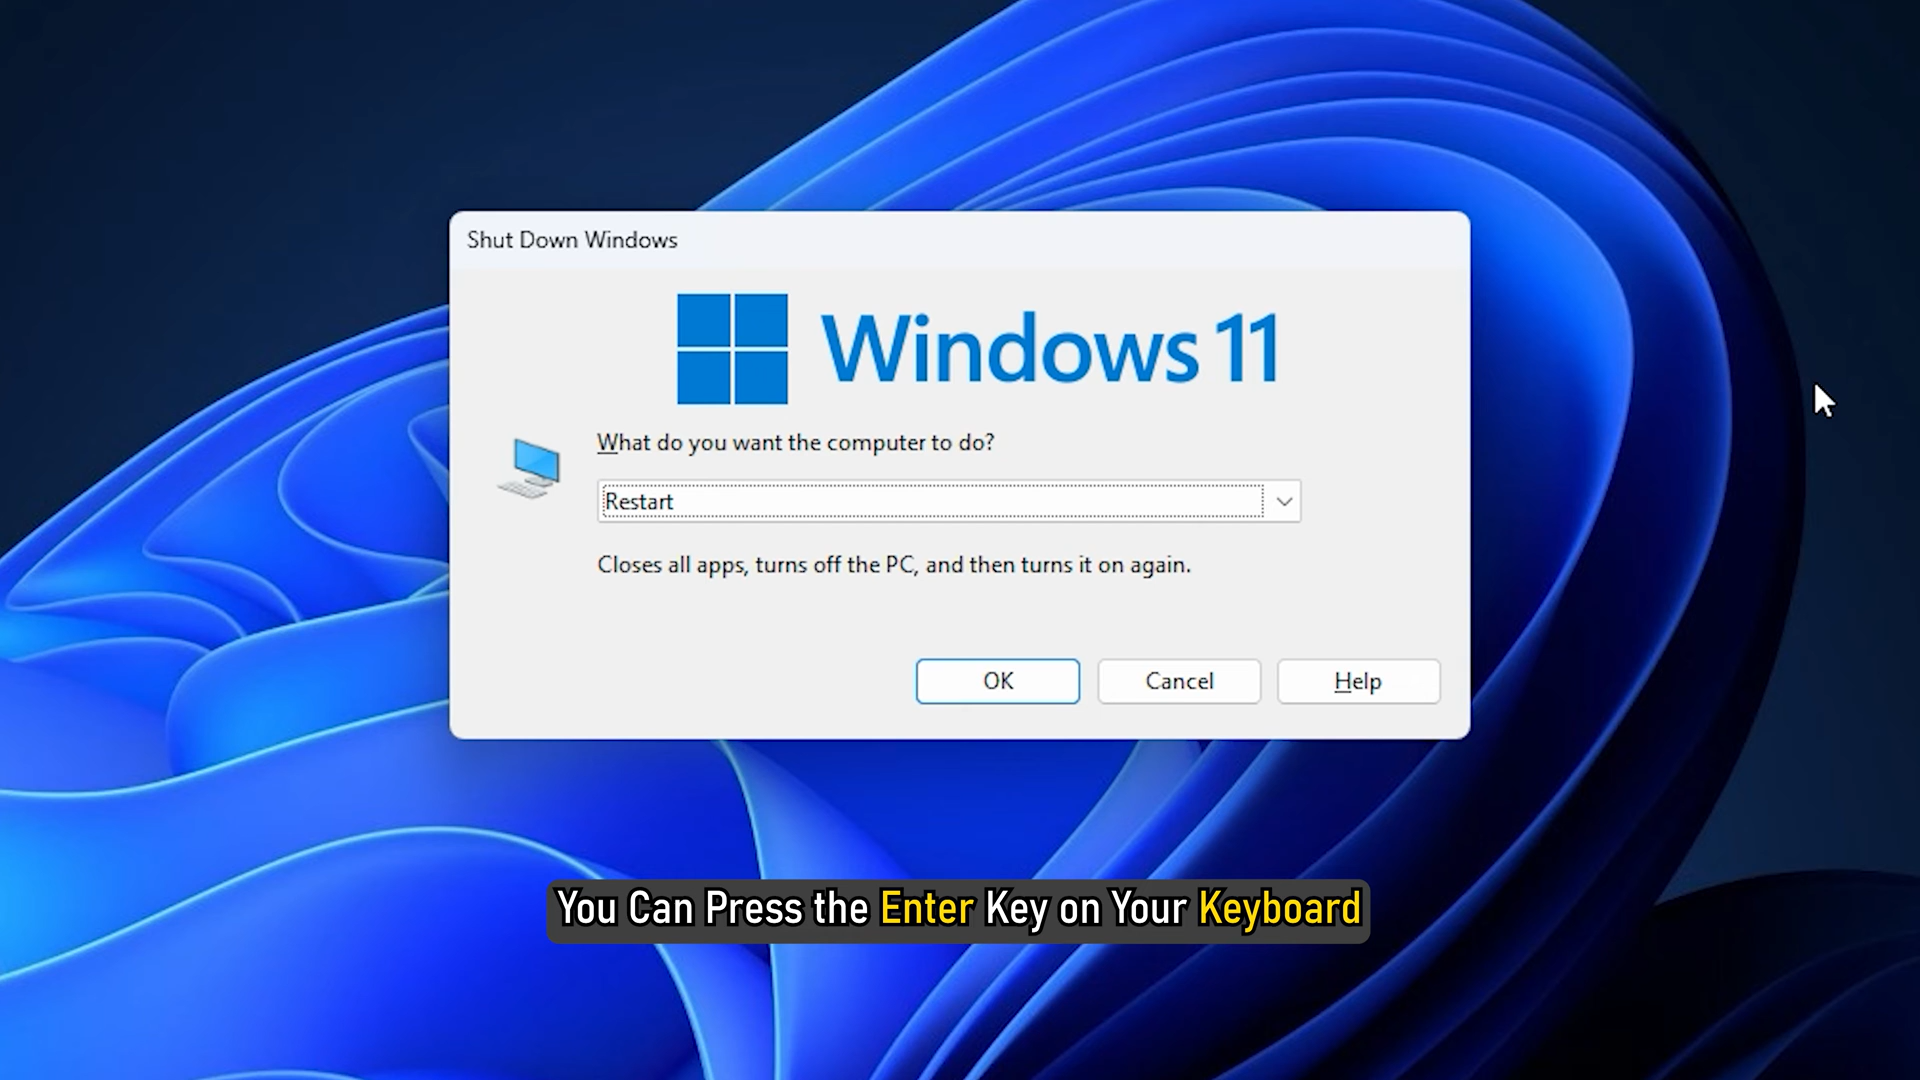 Shut Down Windows
Windows 11
What do you want the computer to do?
Restart
Closes all apps, turns off the PC, and then turns it on again.
OK Cancel Help
You Can Press the Enter Key on Your Keyboard